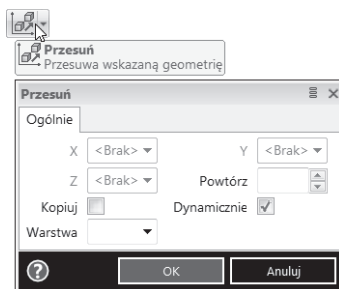 Przesuń
Przesuwa wskazaną geometrię
Przesuń
Ogólnie
X <Brak> Y <Brak>
Z <Brak> Powtórz
Kopiuj Dynamicznie
Warstwa
? OK Anuluj